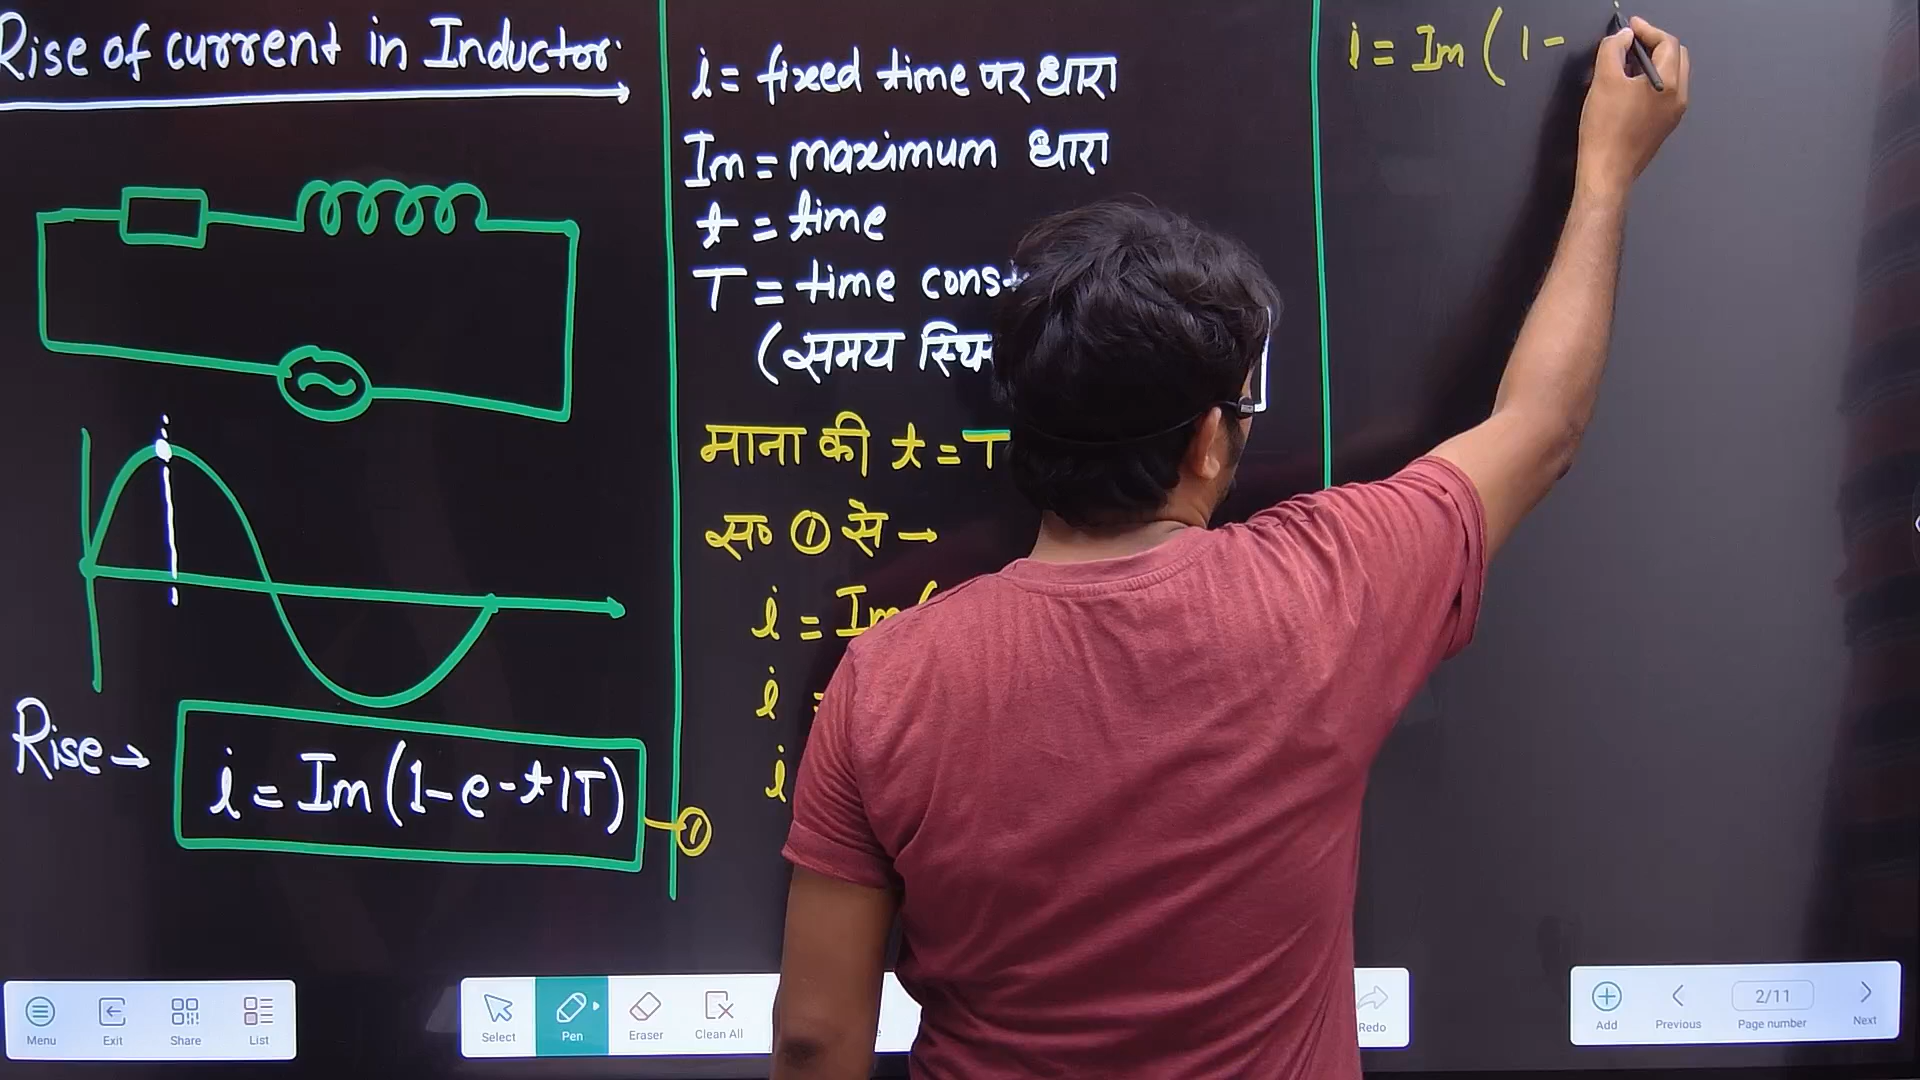 Rise of current in Inductor
i
Rise →
i = Im (1-e-t/T)
①
i = fixed time पर धारा
Im = maximum धारा
t = time
T = time
(समय
माना की t = T
स० ① से →
i = Im(
i =
i
i = Im ( 1 -
Menu
Exit
Share
List
Select
Pen
Eraser
Clean All
Redo
Add
Previous
2/11
Page number
Next